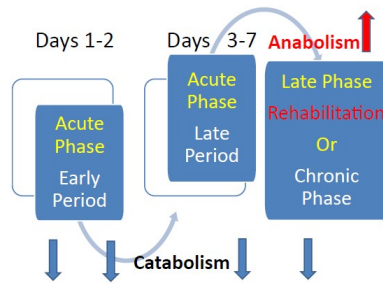 Days 1-2
Days 3-7
Anabolism
Acute
Phase
Early
Period
Acute
Phase
Late
Period
Late Phase
Rehabilitation
Or
Chronic
Phase
Catabolism